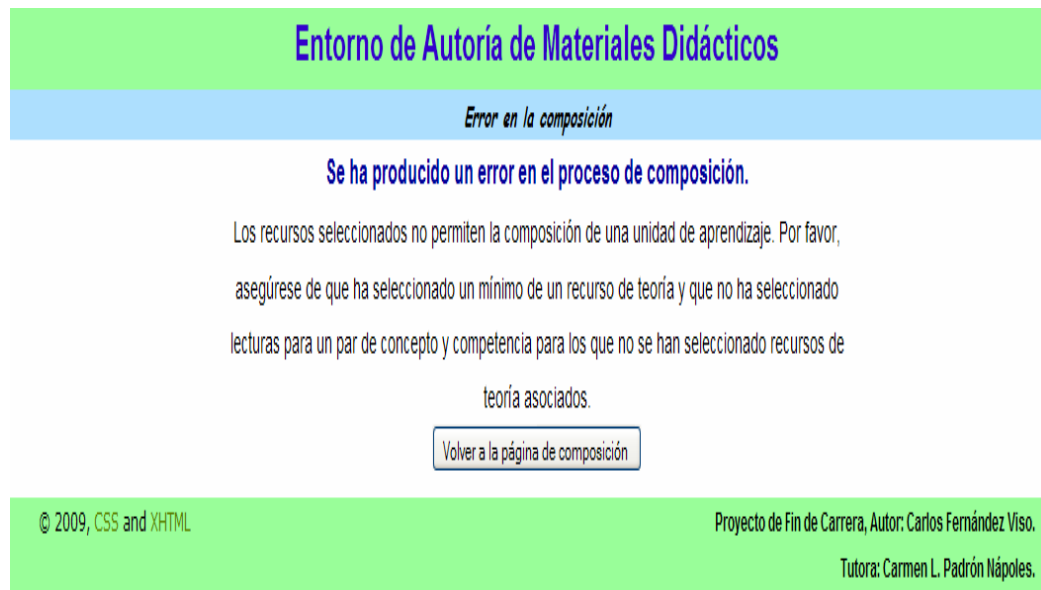 Entorno de Autoría de Materiales Didácticos
Error en la composición
Se ha producido un error en el proceso de composición.
Los recursos seleccionados no permiten la composición de una unidad de aprendizaje. Por favor,
asegúrese de que ha seleccionado un mínimo de un recurso de teoría y que no ha seleccionado
lecturas para un par de concepto y competencia para los que no se han seleccionado recursos de
teoría asociados.
Volver a la página de composición
© 2009, CSS and XHTML
Proyecto de Fin de Carrera, Autor: Carlos Fernández Viso.
Tutora: Carmen L. Padrón Nápoles.